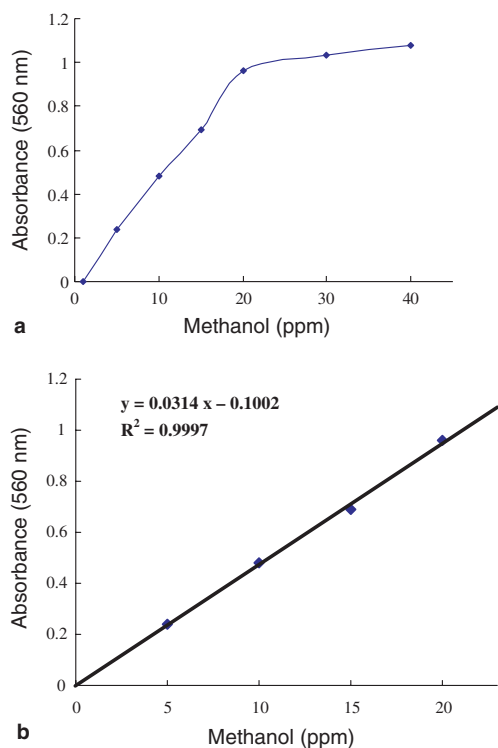 Absorbance (560 nm)
1.2
1
0.8
0.6
0.4
0.2
0
0 10 20 30 40
Methanol (ppm)
a
y = 0.0314 x – 0.1002
R² = 0.9997
Absorbance (560 nm)
1.2
1
0.8
0.6
0.4
0.2
0
0 5 10 15 20
Methanol (ppm)
b